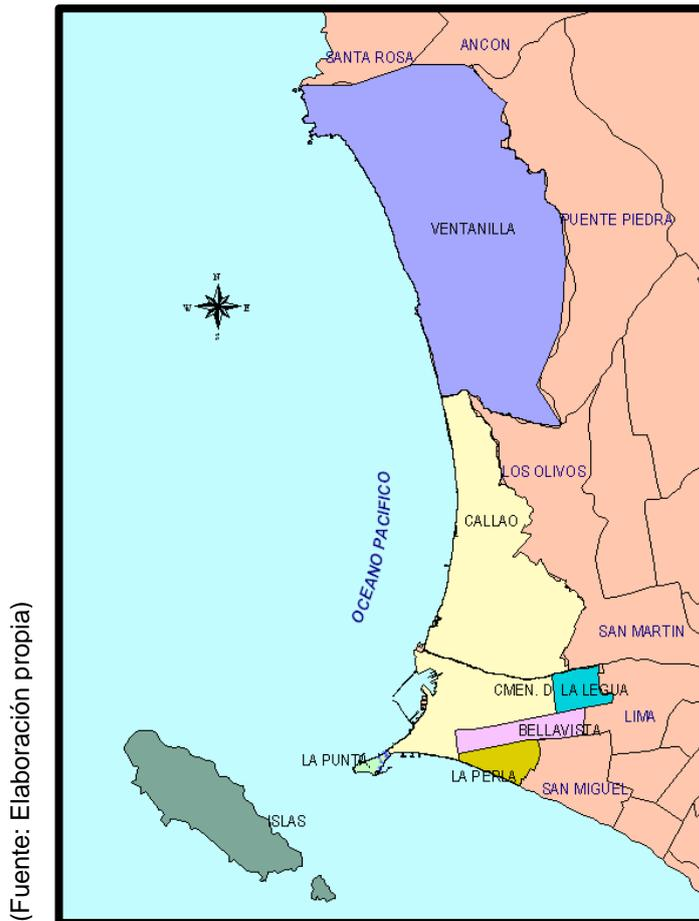 SANTA ROSA
ANCON
VENTANILLA
PUENTE PIEDRA
N
W
E
S
LOS OLIVOS
OCEANO PACIFICO
CALLAO
SAN MARTIN
CMEN. D LA LEGUA
LIMA
BELLAVISTA
LA PUNTA
LA PERLA
SAN MIGUEL
ISLAS
(Fuente: Elaboración propia)